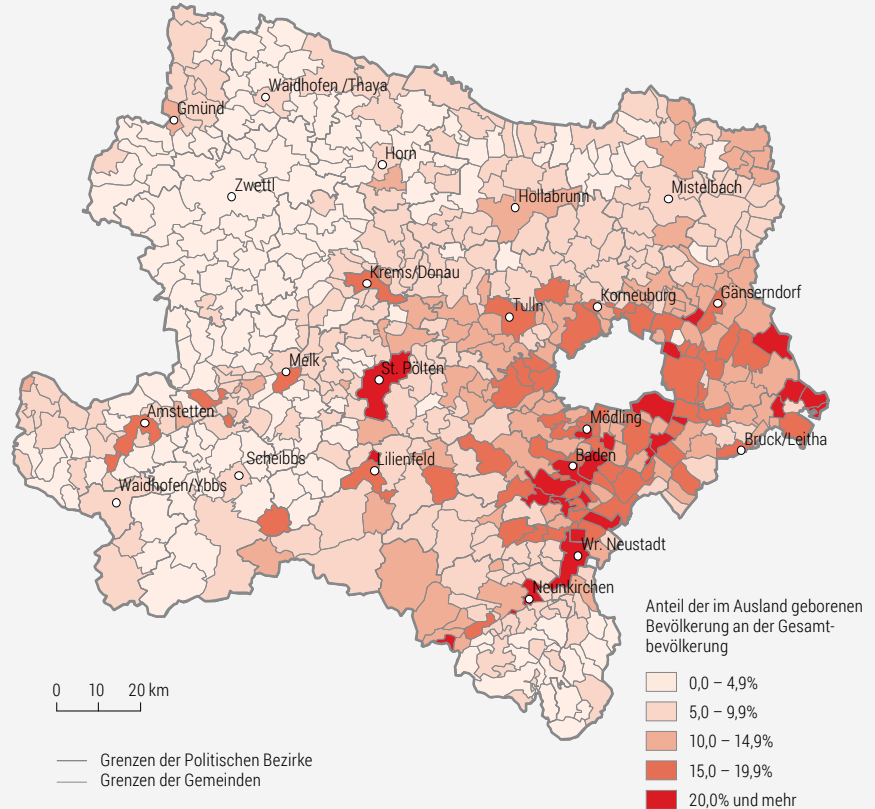 Waidhofen /Thaya
Gmünd
Horn
Zwettl
Hollabrunn
Mistelbach
Krems/Donau
Tulln
Korneuburg
Gänserndorf
Melk
St. Pölten
Amstetten
Mödling
Bruck/Leitha
Scheibbs
Lilienfeld
Baden
Waidhofen/Ybbs
Wr. Neustadt
Neunkirchen
Anteil der im Ausland geborenen
Bevölkerung an der Gesamt-
bevölkerung
0,0 – 4,9%
5,0 – 9,9%
10,0 – 14,9%
15,0 – 19,9%
20,0% und mehr
0 10 20 km
Grenzen der Politischen Bezirke
Grenzen der Gemeinden